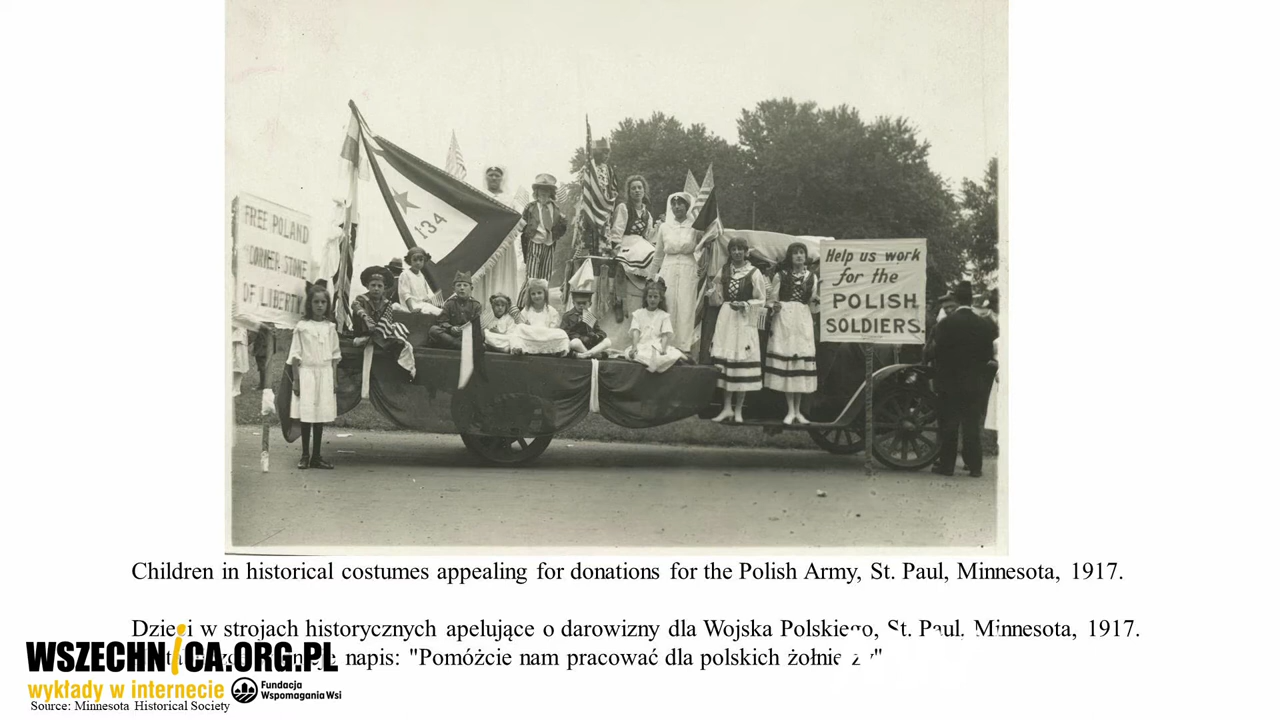 FREE POLAND
CORNER-STONE
OF LIBERTY
134
Help us work
for the
POLISH
SOLDIERS.
Children in historical costumes appealing for donations for the Polish Army, St. Paul, Minnesota, 1917.
Dzieci w strojach historycznych apelujące o darowizny dla Wojska Polskiego, St. Paul, Minnesota, 1917.
napis: "Pomóżcie nam pracować dla polskich żołnierzy"
WSZECHNICA.ORG.PL
wykłady w internecie
Fundacja
Wspomagania Wsi
Source: Minnesota Historical Society